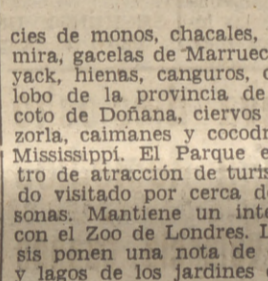 cies de monos, chacales,
mira, gacelas de Marruec
yack, hienas, canguros,
lobo de la provincia de
coto de Doñana, ciervos
zorla, caimanes y cocodr
Mississippí. El Parque e
tro de atracción de turis
do visitado por cerca d
sonas. Mantiene un inte
con el Zoo de Londres. L
sis ponen una nota de
y lagos de los jardines